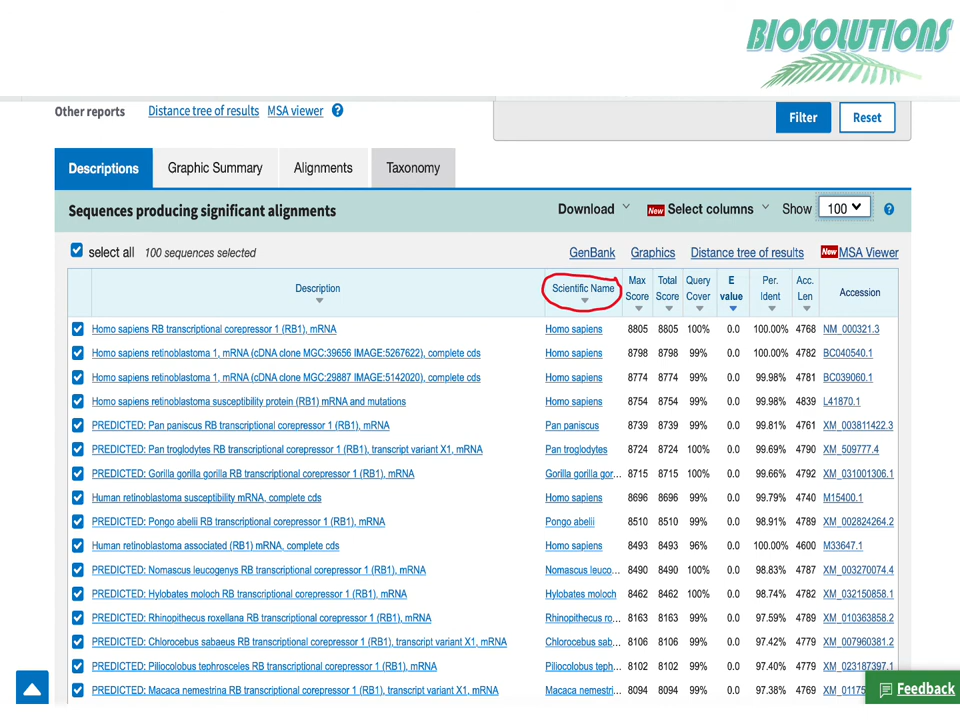 BIOSOLUTIONS
Other reports Distance tree of results MSA viewer ?
Filter Reset
Descriptions Graphic Summary Alignments Taxonomy
Sequences producing significant alignments Download New Select columns Show 100 ?
select all 100 sequences selected GenBank Graphics Distance tree of results New MSA Viewer
Description Scientific Name Max Score Total Score Query Cover E value Per. Ident Acc. Len Accession
Homo sapiens RB transcriptional corepressor 1 (RB1), mRNA Homo sapiens 8805 8805 100% 0.0 100.00% 4768 NM_000321.3
Homo sapiens retinoblastoma 1, mRNA (cDNA clone MGC:39656 IMAGE:5267622), complete cds Homo sapiens 8798 8798 99% 0.0 100.00% 4782 BC040540.1
Homo sapiens retinoblastoma 1, mRNA (cDNA clone MGC:29887 IMAGE:5142020), complete cds Homo sapiens 8774 8774 99% 0.0 99.98% 4781 BC039060.1
Homo sapiens retinoblastoma susceptibility protein (RB1) mRNA and mutations Homo sapiens 8754 8754 99% 0.0 99.98% 4839 L41870.1
PREDICTED: Pan paniscus RB transcriptional corepressor 1 (RB1), mRNA Pan paniscus 8739 8739 99% 0.0 99.81% 4761 XM_003811422.3
PREDICTED: Pan troglodytes RB transcriptional corepressor 1 (RB1), transcript variant X1, mRNA Pan troglodytes 8724 8724 100% 0.0 99.69% 4790 XM_509777.4
PREDICTED: Gorilla gorilla gorilla RB transcriptional corepressor 1 (RB1), mRNA Gorilla gorilla gor... 8715 8715 100% 0.0 99.66% 4792 XM_031001306.1
Human retinoblastoma susceptibility mRNA, complete cds Homo sapiens 8696 8696 99% 0.0 99.79% 4740 M15400.1
PREDICTED: Pongo abelii RB transcriptional corepressor 1 (RB1), mRNA Pongo abelii 8510 8510 99% 0.0 98.91% 4789 XM_002824264.2
Human retinoblastoma associated (RB1) mRNA, complete cds Homo sapiens 8493 8493 96% 0.0 100.00% 4600 M33647.1
PREDICTED: Nomascus leucogenys RB transcriptional corepressor 1 (RB1), mRNA Nomascus leuco... 8490 8490 100% 0.0 98.83% 4787 XM_003270074.4
PREDICTED: Hylobates moloch RB transcriptional corepressor 1 (RB1), mRNA Hylobates moloch 8462 8462 100% 0.0 98.74% 4782 XM_032150858.1
PREDICTED: Rhinopithecus roxellana RB transcriptional corepressor 1 (RB1), mRNA Rhinopithecus ro... 8163 8163 99% 0.0 97.59% 4789 XM_010363858.2
PREDICTED: Chlorocebus sabaeus RB transcriptional corepressor 1 (RB1), transcript variant X1, mRNA Chlorocebus sab... 8106 8106 99% 0.0 97.42% 4779 XM_007960381.2
PREDICTED: Piliocolobus tephrosceles RB transcriptional corepressor 1 (RB1), mRNA Piliocolobus teph... 8102 8102 99% 0.0 97.40% 4779 XM_023187397.1
PREDICTED: Macaca nemestrina RB transcriptional corepressor 1 (RB1), transcript variant X1, mRNA Macaca nemestri... 8094 8094 99% 0.0 97.38% 4769 XM_01175
Feedback